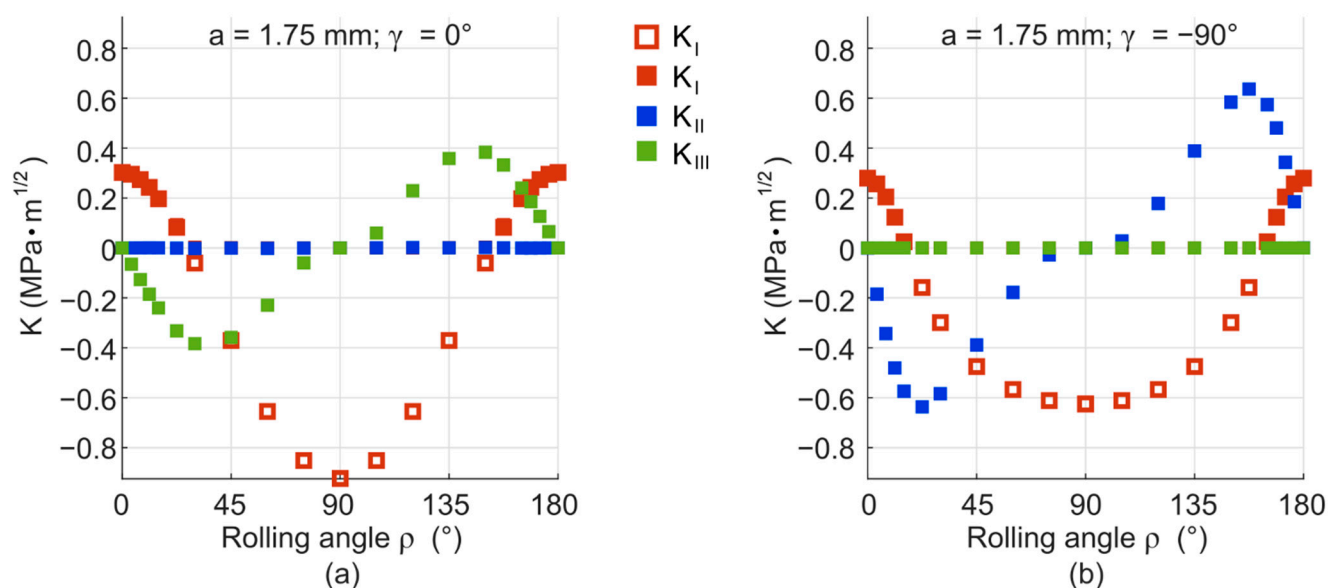 a = 1.75 mm; γ = 0°
0.8
0.6
0.4
0.2
0
−0.2
−0.4
−0.6
−0.8
K (MPa•m^1/2)
0 45 90 135 180
Rolling angle ρ (°)
(a)
K_I
K_I
K_II
K_III
a = 1.75 mm; γ = −90°
0.8
0.6
0.4
0.2
0
−0.2
−0.4
−0.6
−0.8
K (MPa•m^1/2)
0 45 90 135 180
Rolling angle ρ (°)
(b)